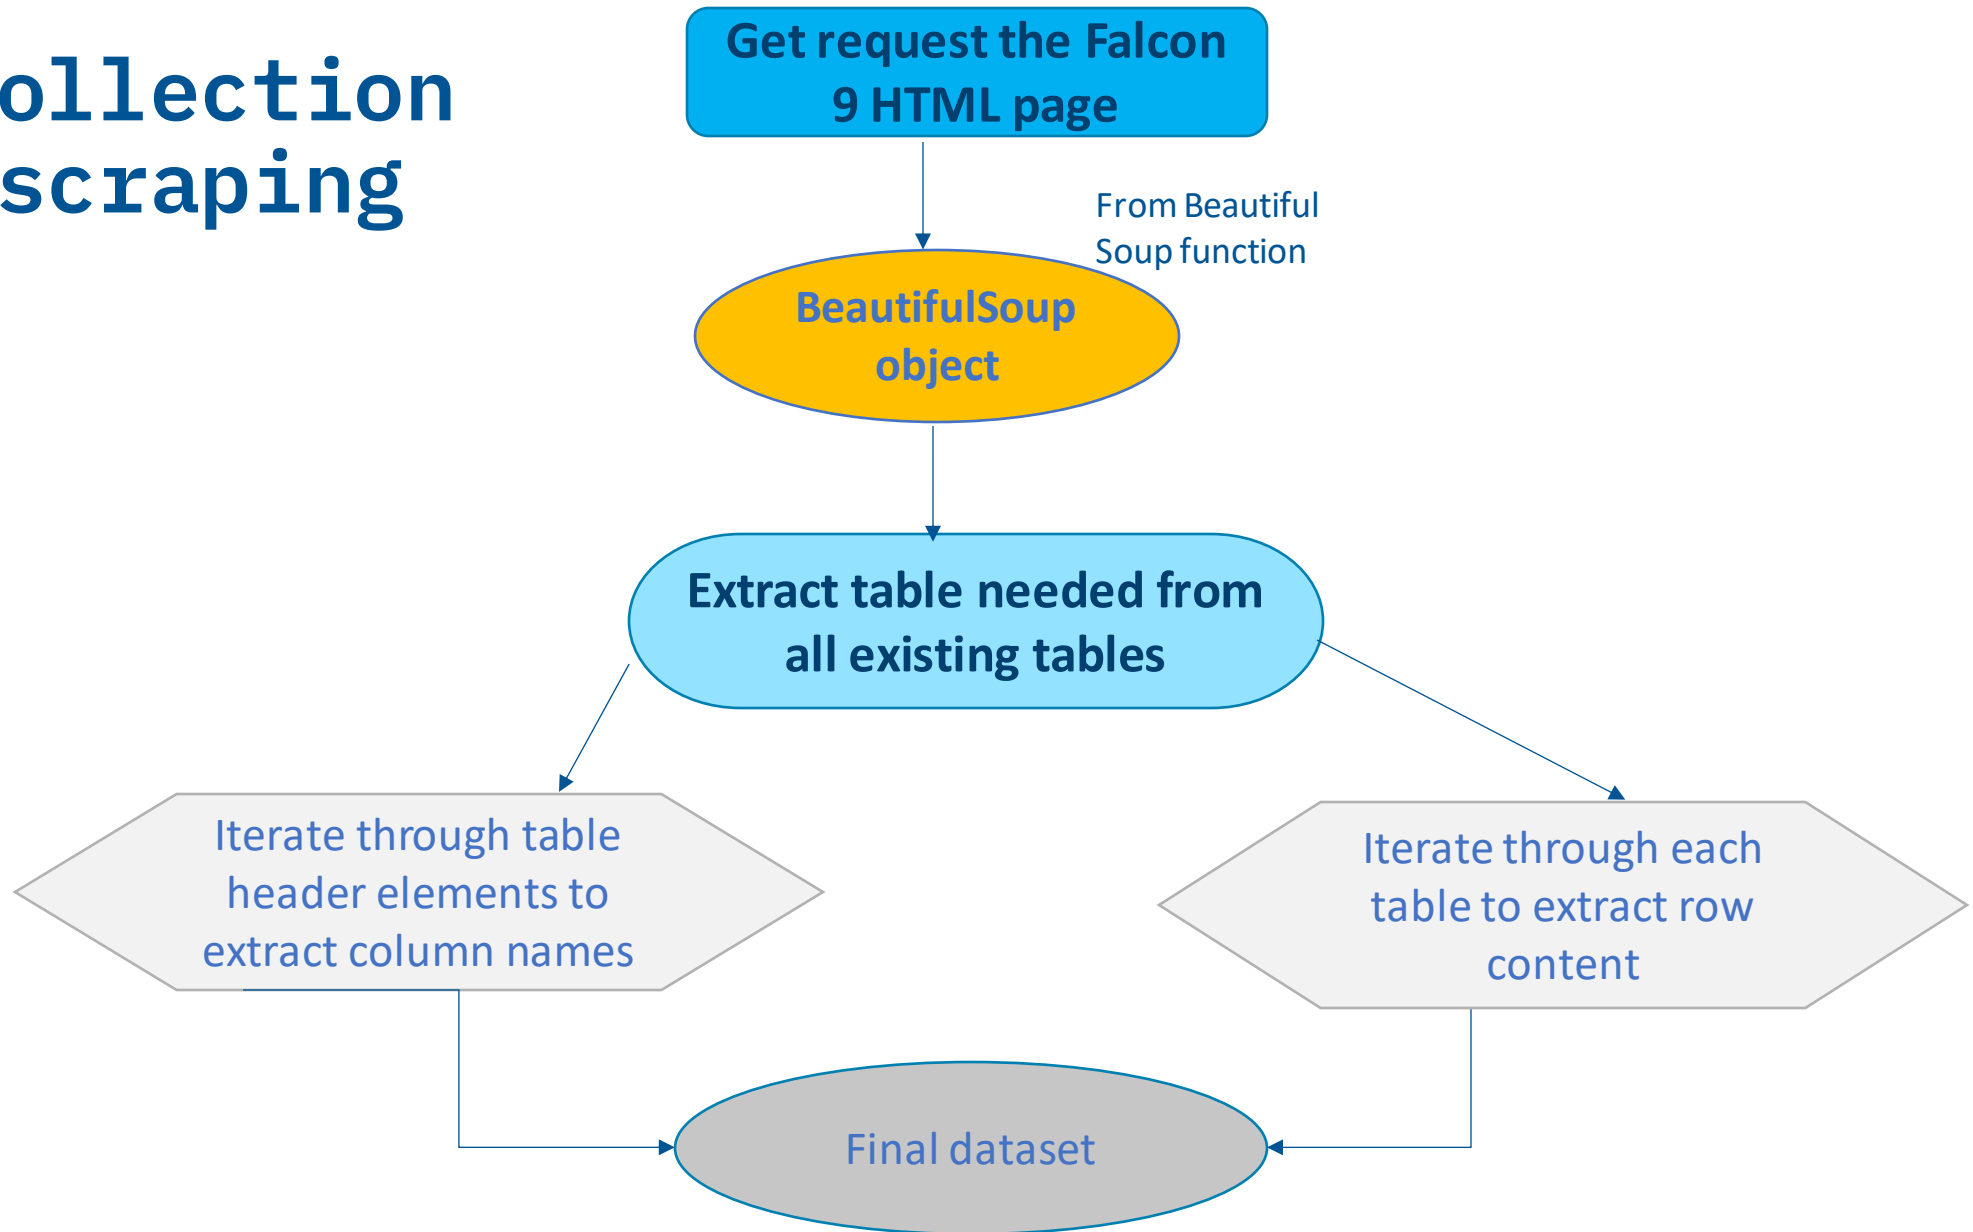 ollection
scraping
Get request the Falcon
9 HTML page
From Beautiful
Soup function
BeautifulSoup
object
Extract table needed from
all existing tables
Iterate through table
header elements to
extract column names
Iterate through each
table to extract row
content
Final dataset